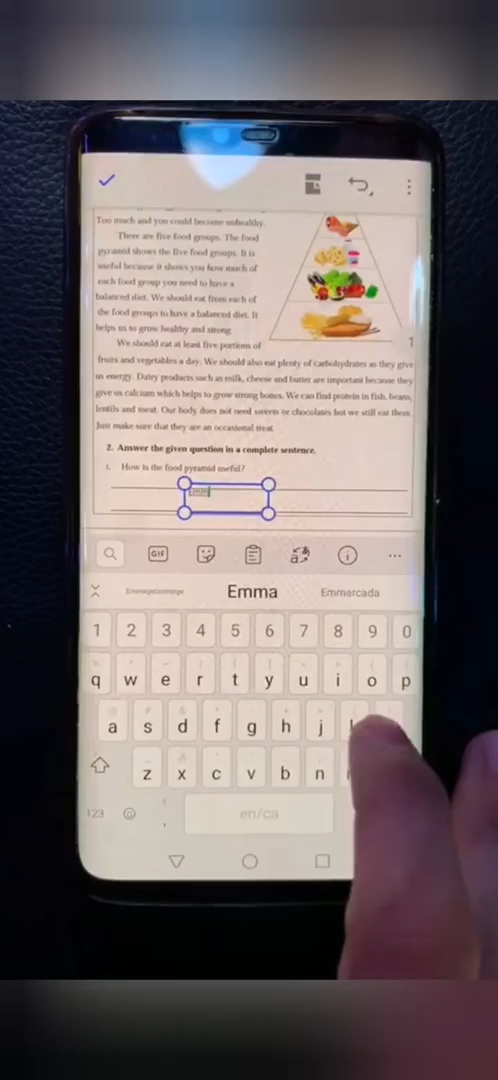 Too much and you could become unhealthy.
There are five food groups. The food
pyramid shows the five food groups. It is
useful because it shows you how much of
each food group you need to have a
balanced diet. We should eat from each of
the food groups to have a balanced diet. It
helps us to grow healthy and strong.
We should eat at least five portions of
fruits and vegetables a day. We should also eat plenty of carbohydrates as they give
us energy. Dairy products such as milk, cheese and butter are important because they
give us calcium which helps to grow strong bones. We can find protein in fish, beans,
lentils and meat. Our body does not need sweets or chocolates but we still eat them.
Just make sure that they are an occasional treat.
1
2. Answer the given question in a complete sentence.
i. How is the food pyramid useful?
Emm
GIF
Emma Emmarcada
1 2 3 4 5 6 7 8 9 0
q w e r t y u i o p
a s d f g h j
z x c v b n
123 en/ca